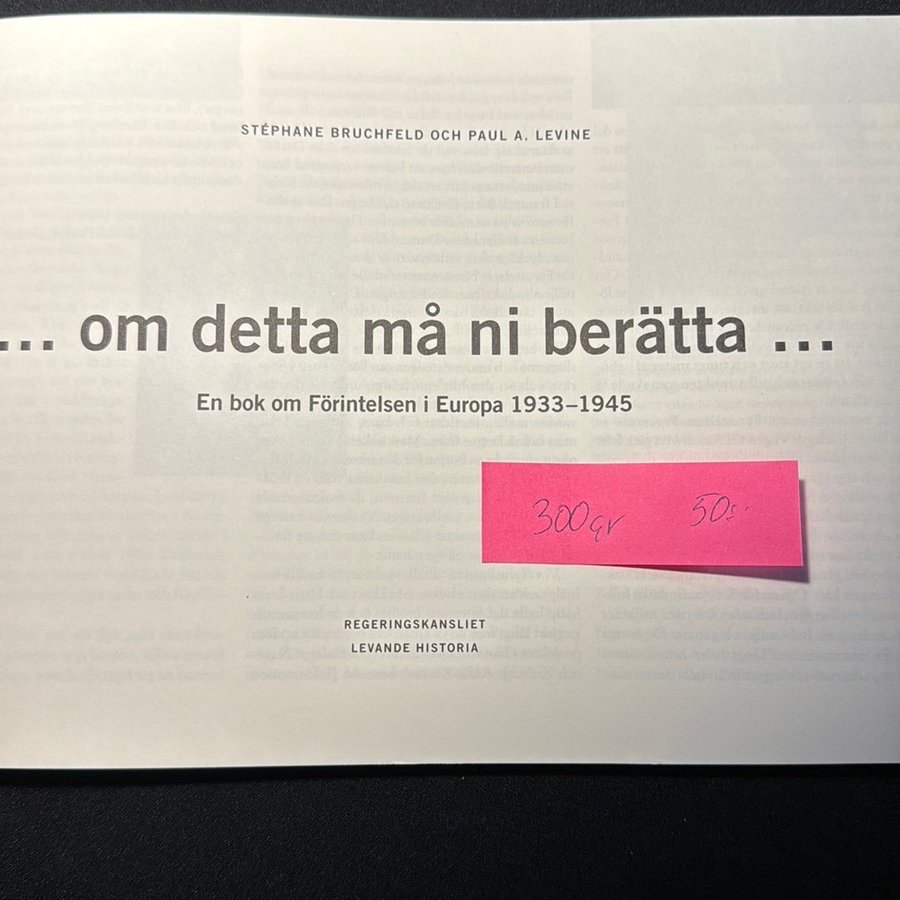 STÉPHANE BRUCHFELD OCH PAUL A. LEVINE
... om detta må ni berätta ...
En bok om Förintelsen i Europa 1933–1945
300gr 50:-
REGERINGSKANSLIET
LEVANDE HISTORIA